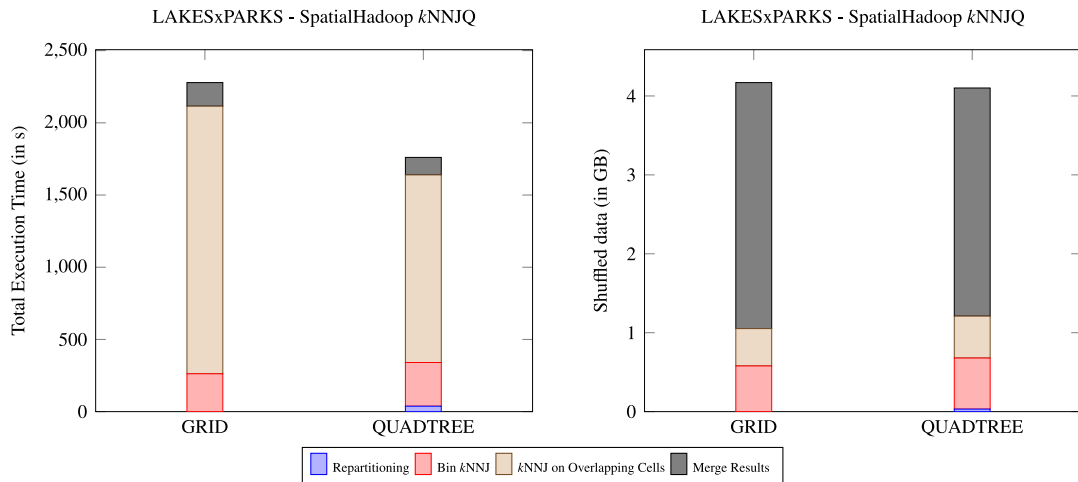 LAKESxPARKS - SpatialHadoop kNNJQ
Total Execution Time (in s)
2,500
2,000
1,500
1,000
500
0
GRID QUADTREE
LAKESxPARKS - SpatialHadoop kNNJQ
Shuffled data (in GB)
4
3
2
1
0
GRID QUADTREE
Repartitioning Bin kNNJ kNNJ on Overlapping Cells Merge Results